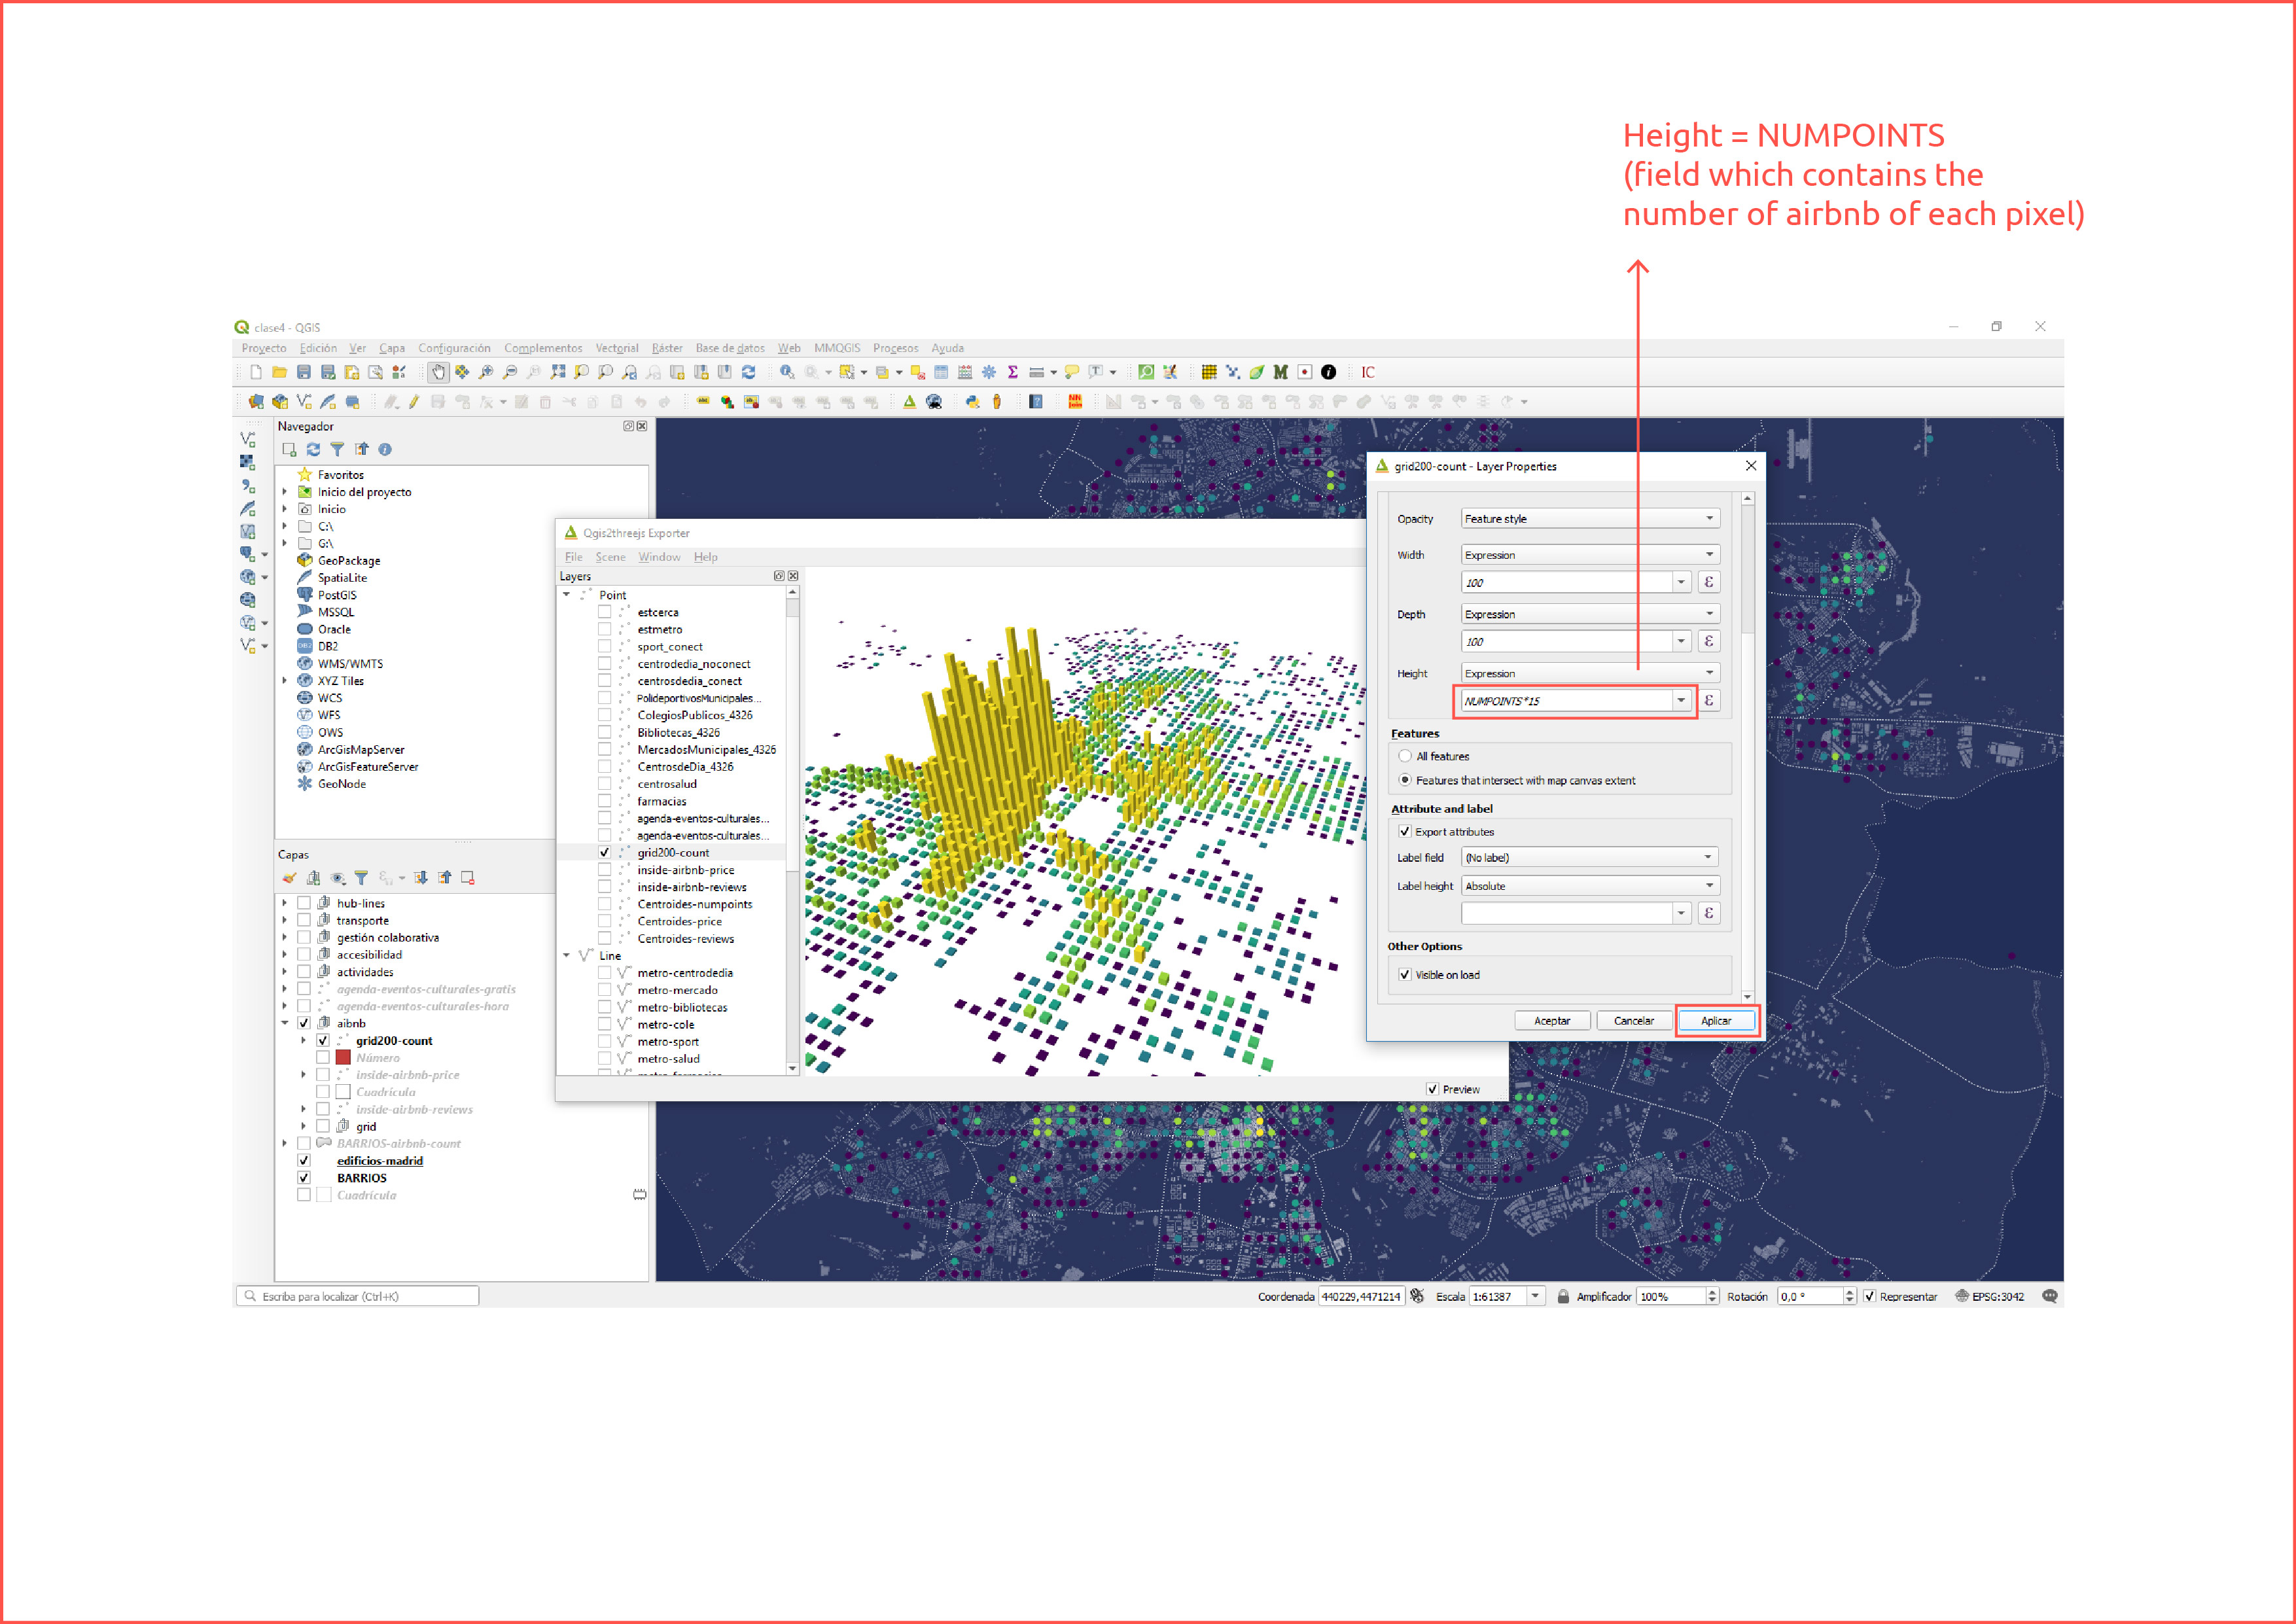 Height = NUMPOINTS
(field which contains the
number of airbnb of each pixel)
clase4 - QGIS
Proyecto Edición Ver Capa Configuración Complementos Vectorial Ráster Base de datos Web MMQGIS Procesos Ayuda
IC
Navegador
Favoritos
Inicio del proyecto
Inicio
C:\
G:\
GeoPackage
SpatiaLite
PostGIS
MSSQL
Oracle
DB2
WMS/WMTS
XYZ Tiles
WCS
WFS
OWS
ArcGisMapServer
ArcGisFeatureServer
GeoNode
Capas
hub-lines
transporte
gestión colaborativa
accesibilidad
actividades
agenda-eventos-culturales-gratis
agenda-eventos-culturales-hora
aibnb
grid200-count
Número
inside-airbnb-price
Cuadrícula
inside-airbnb-reviews
grid
BARRIOS-airbnb-count
edificios-madrid
BARRIOS
Cuadrícula
Qgis2threejs Exporter
File Scene Window Help
Layers
Point
estcerca
estmetro
sport_conect
centrodedia_noconect
centrosdedia_conect
PolideportivosMunicipales...
ColegiosPublicos_4326
Bibliotecas_4326
MercadosMunicipales_4326
CentrosdeDia_4326
centrosalud
farmacias
agenda-eventos-culturales...
agenda-eventos-culturales...
grid200-count
inside-airbnb-price
inside-airbnb-reviews
Centroides-numpoints
Centroides-price
Centroides-reviews
Line
metro-centrodedia
metro-mercado
metro-bibliotecas
metro-cole
metro-sport
metro-salud
Preview
grid200-count - Layer Properties
Opacity Feature style
Width Expression
100
Depth Expression
100
Height Expression
NUMPOINTS*15
Features
All features
Features that intersect with map canvas extent
Attribute and label
Export attributes
Label field (No label)
Label height Absolute
Other Options
Visible on load
Aceptar Cancelar Aplicar
Escriba para localizar (Ctrl+K) Coordenada 440229,4471214 Escala 1:61387 Amplificador 100% Rotación 0,0 ° Representar EPSG:3042